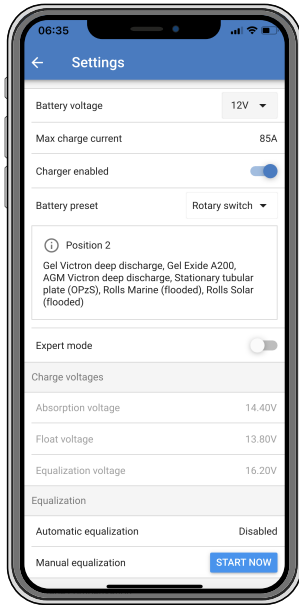 06:35
Settings
Battery voltage 12V
Max charge current 85A
Charger enabled
Battery preset Rotary switch
Position 2
Gel Victron deep discharge, Gel Exide A200,
AGM Victron deep discharge, Stationary tubular
plate (OPzS), Rolls Marine (flooded), Rolls Solar
(flooded)
Expert mode
Charge voltages
Absorption voltage 14.40V
Float voltage 13.80V
Equalization voltage 16.20V
Equalization
Automatic equalization Disabled
Manual equalization START NOW